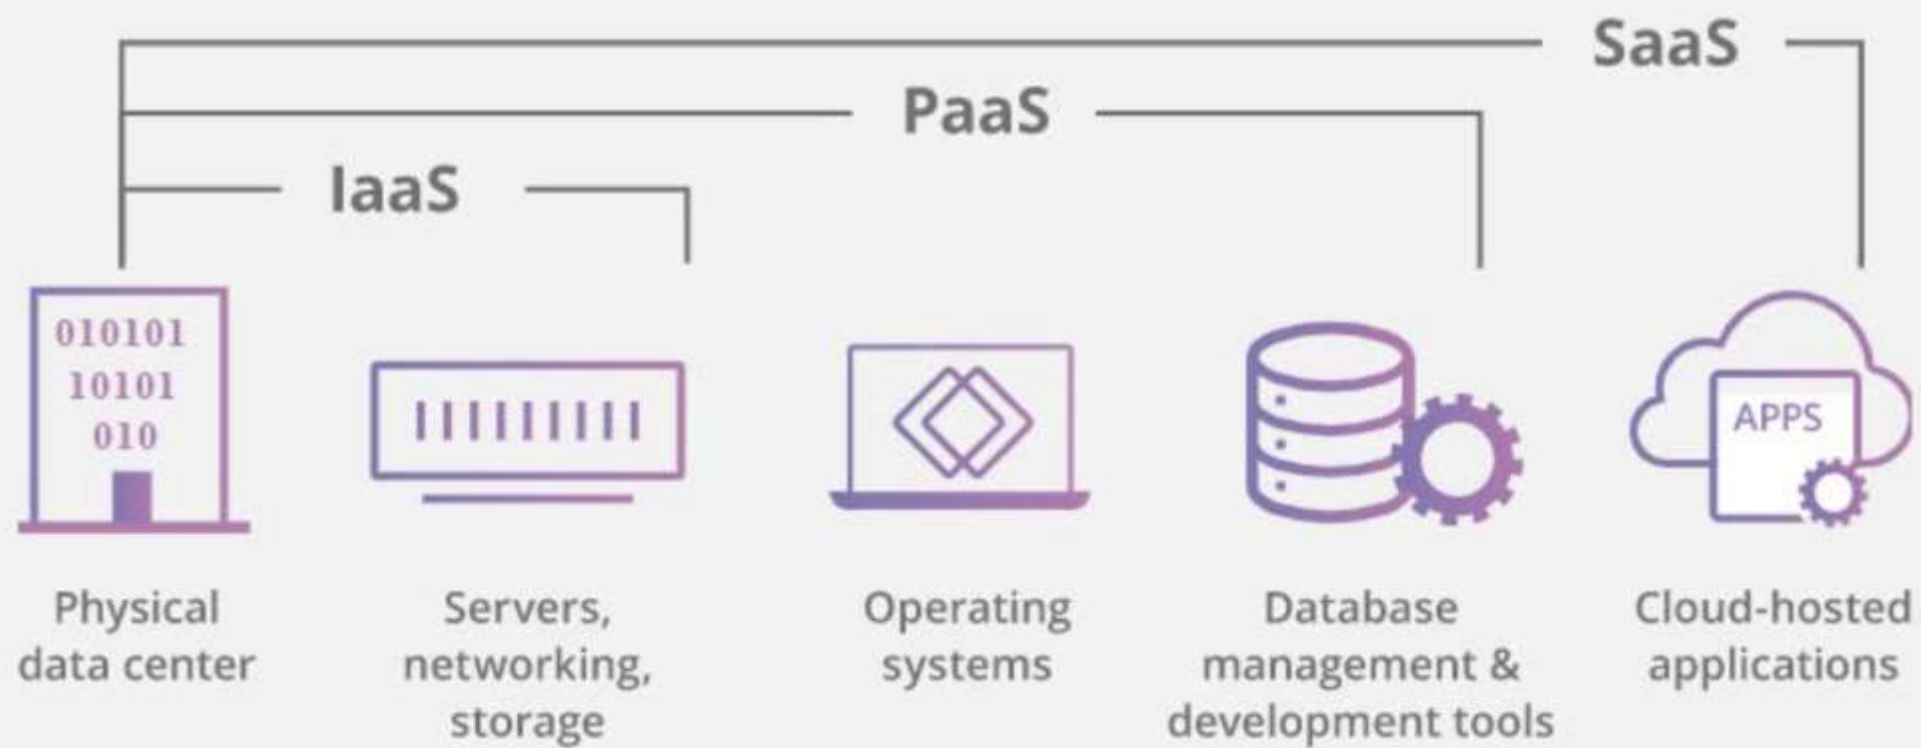 SaaS
PaaS
IaaS
010101
10101
010
APPS
Physical
data center
Servers,
networking,
storage
Operating
systems
Database
management &
development tools
Cloud-hosted
applications